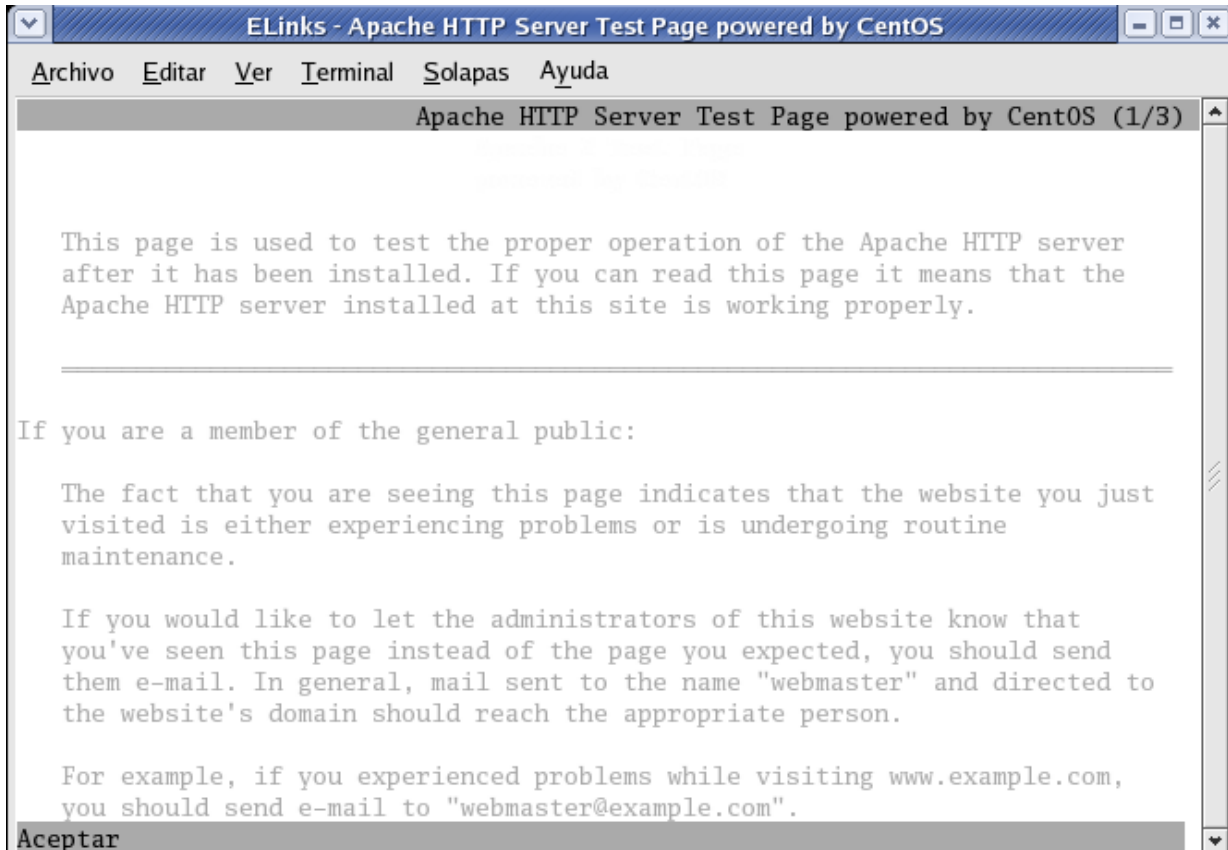 ELinks - Apache HTTP Server Test Page powered by CentOS
Archivo Editar Ver Terminal Solapas Ayuda
Apache HTTP Server Test Page powered by CentOS (1/3)
This page is used to test the proper operation of the Apache HTTP server
after it has been installed. If you can read this page it means that the
Apache HTTP server installed at this site is working properly.
If you are a member of the general public:
The fact that you are seeing this page indicates that the website you just
visited is either experiencing problems or is undergoing routine
maintenance.
If you would like to let the administrators of this website know that
you've seen this page instead of the page you expected, you should send
them e-mail. In general, mail sent to the name "webmaster" and directed to
the website's domain should reach the appropriate person.
For example, if you experienced problems while visiting www.example.com,
you should send e-mail to "webmaster@example.com".
Aceptar